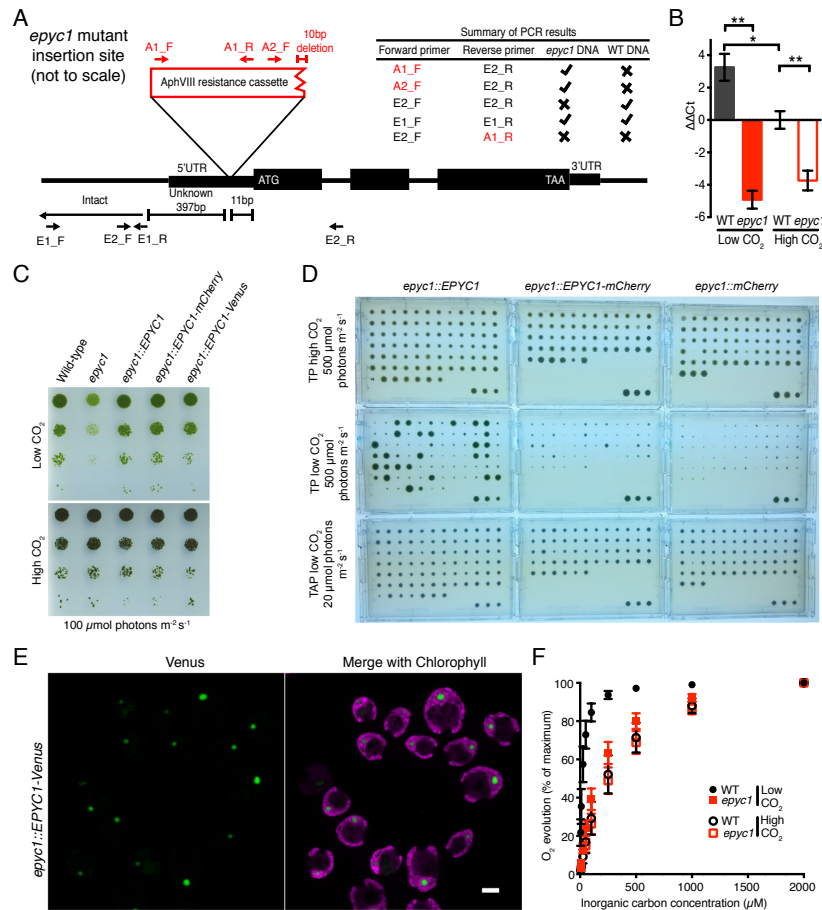 A
epyc1 mutant
insertion site
(not to scale)
A1_F
A1_R
A2_F
10bp
deletion
AphVIII resistance cassette
Summary of PCR results
Forward primer Reverse primer epyc1 DNA WT DNA
A1_F E2_R ✓ ✗
A2_F E2_R ✓ ✗
E2_F E2_R ✗ ✓
E1_F E1_R ✓ ✓
E2_F A1_R ✗ ✗
5'UTR
ATG
TAA
3'UTR
Intact
Unknown
397bp
11bp
E1_F
E2_F
E1_R
E2_R
B
**
*
**
ΔΔCt
6
4
2
0
-2
-4
-6
WT epyc1 WT epyc1
Low CO2 High CO2
C
Wild-type
epyc1
epyc1::EPYC1
epyc1::EPYC1-mCherry
epyc1::EPYC1-Venus
Low CO2
High CO2
100 µmol photons m-2 s-1
D
epyc1::EPYC1
epyc1::EPYC1-mCherry
epyc1::mCherry
TP high CO2
500 µmol
photons m-2 s-1
TP low CO2
500 µmol
photons m-2 s-1
TAP low CO2
20 µmol photons
m-2 s-1
E
Venus
Merge with Chlorophyll
epyc1::EPYC1-Venus
F
O2 evolution (% of maximum)
100
80
60
40
20
0
0 500 1000 1500 2000
Inorganic carbon concentration (µM)
WT
epyc1
Low
CO2
WT
epyc1
High
CO2